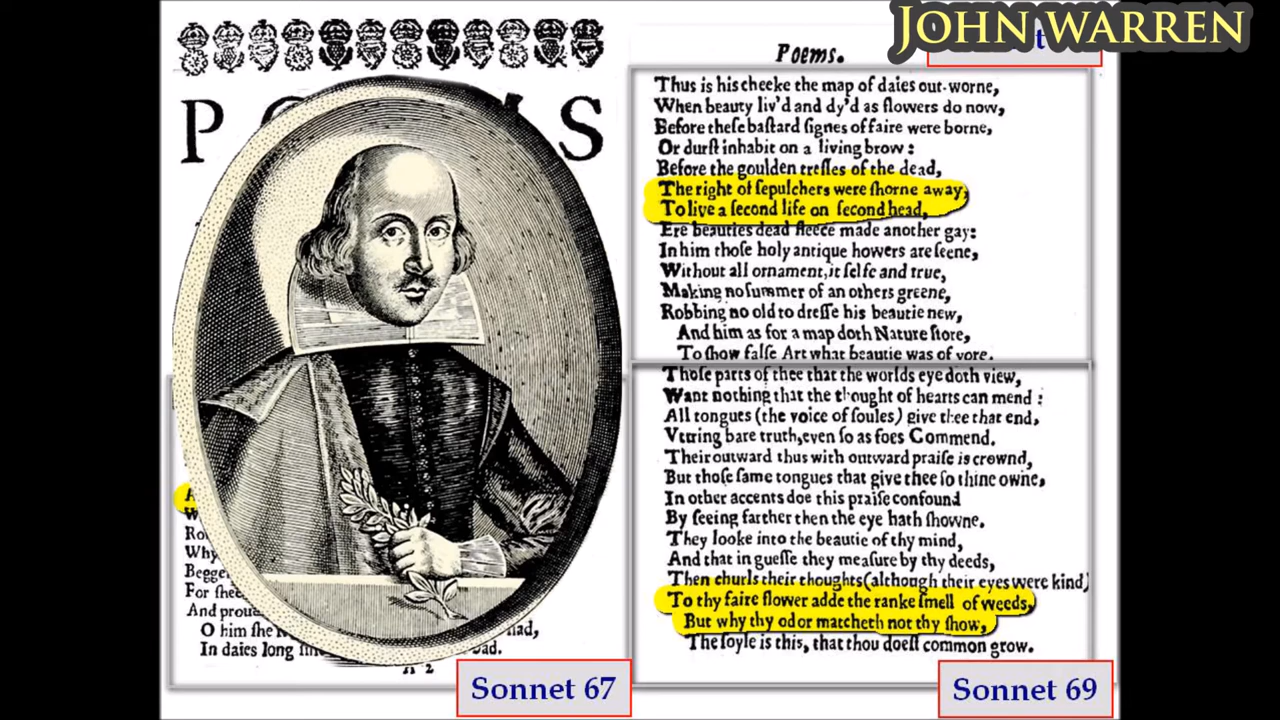 JOHN WARREN
P S
Poems.
Thus is his cheeke the map of daies out-worne,
When beauty liv'd and dy'd as flowers do now,
Before theſe baſtard ſignes of faire were borne,
Or durſt inhabit on a living brow:
Before the goulden treſſes of the dead,
The right of ſepulchers were ſhorne away,
To live a ſecond life on ſecond head,
Ere beauties dead fleece made another gay:
In him thoſe holy antique howers are ſeene,
Without all ornament, it ſelfe and true,
Making no ſummer of an others greene,
Robbing no old to dreſſe his beautie new,
And him as for a map doth Nature ſtore,
To ſhow falſe Art what beautie was of yore.
Thoſe parts of thee that the worlds eye doth view,
Want nothing that the thought of hearts can mend:
All tongues (the voice of ſoules) give thee that end,
Vttring bare truth, even ſo as foes Commend.
Their outward thus with outward praiſe is crownd,
But thoſe ſame tongues that give thee ſo thine owne,
In other accents doe this praiſe confound
By ſeeing farther then the eye hath ſhowne.
They looke into the beautie of thy mind,
And that in gueſſe they meaſure by thy deeds,
Then churls their thoughts (although their eyes were kind)
To thy faire flower adde the ranke ſmell of weeds,
But why thy odor matcheth not thy ſhow,
The ſoyle is this, that thou doeſt common grow.
Why
For ſhee
And prou
O him ſhe
In daies long
A 2
Sonnet 67
Sonnet 69